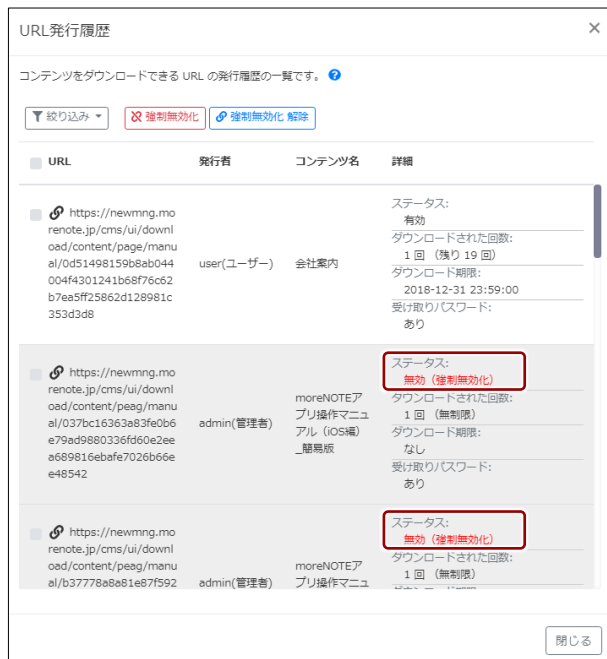 URL発行履歴
×
コンテンツをダウンロードできる URL の発行履歴の一覧です。
絞り込み
強制無効化
強制無効化 解除
URL 発行者 コンテンツ名 詳細
https://newmng.mo
renote.jp/cms/ui/downl
oad/content/page/manu
al/0d51498159b8ab044
004f4301241b68f76c62
b7ea5ff25862d128981c
353d3d8
user(ユーザー)
会社案内
ステータス:
有効
ダウンロードされた回数:
1 回 (残り 19 回)
ダウンロード期限:
2018-12-31 23:59:00
受け取りパスワード:
あり
https://newmng.mo
renote.jp/cms/ui/downl
oad/content/peag/manu
al/037bc16363a83fe0b6
e79ad9880336fd60e2ee
a689816ebafe7026b66e
e48542
admin(管理者)
moreNOTEア
プリ操作マニュ
アル（iOS編）
_簡易版
ステータス:
無効（強制無効化）
ダウンロードされた回数:
1 回 （無制限）
ダウンロード期限:
なし
受け取りパスワード:
あり
https://newmng.mo
renote.jp/cms/ui/downl
oad/content/peag/manu
al/b37778a8a81e87f592
admin(管理者)
moreNOTEア
プリ操作マニュ
ステータス:
無効（強制無効化）
ダウンロードされた回数:
1 回 （無制限）
閉じる